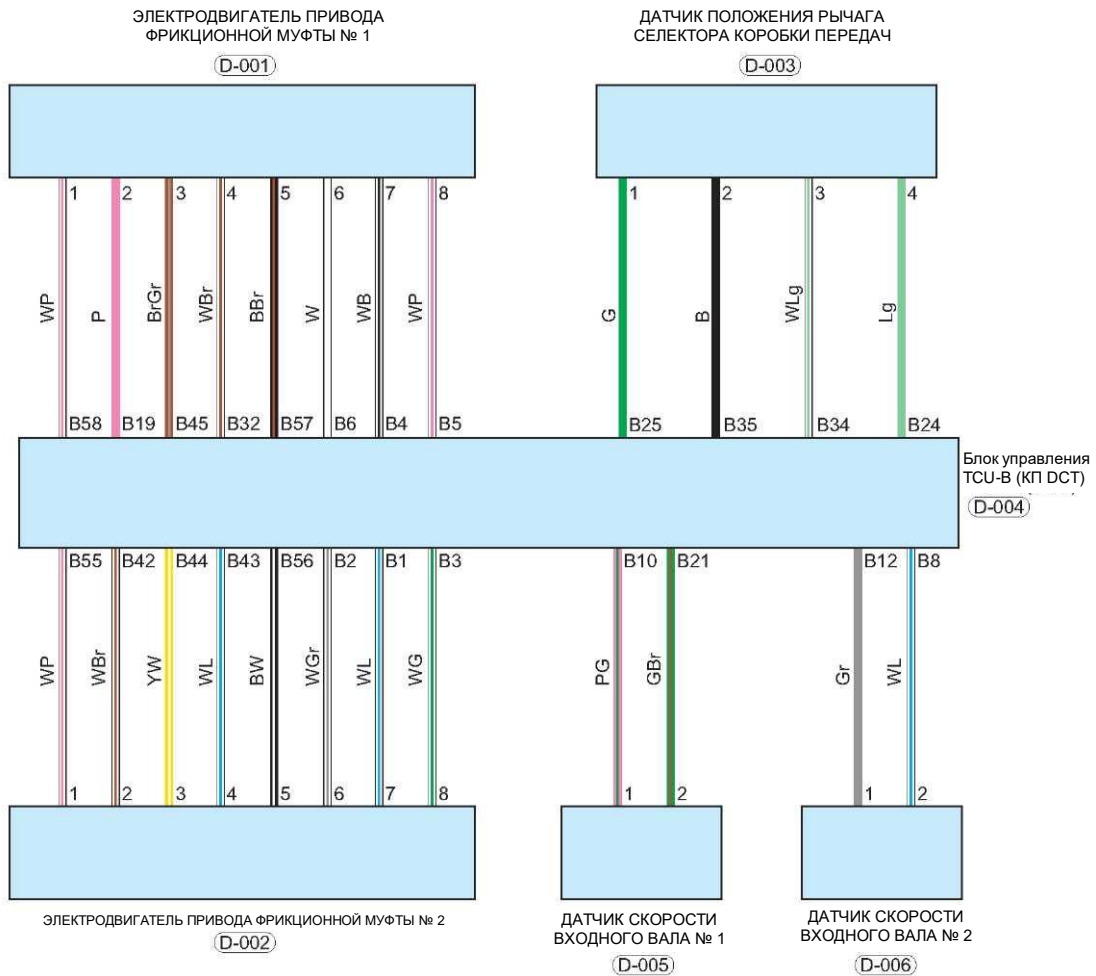 ЭЛЕКТРОДВИГАТЕЛЬ ПРИВОДА
ФРИКЦИОННОЙ МУФТЫ № 1
D-001
ДАТЧИК ПОЛОЖЕНИЯ РЫЧАГА
СЕЛЕКТОРА КОРОБКИ ПЕРЕДАЧ
D-003
1 2 3 4 5 6 7 8
1 2 3 4
WP P BrGr WBr BBr W WB WP
G B WLg Lg
B58 B19 B45 B32 B57 B6 B4 B5
B25 B35 B34 B24
Блок управления
TCU-B (КП DCT)
D-004
B55 B42 B44 B43 B56 B2 B1 B3
B10 B21
B12 B8
WP WBr YW WL BW WGr WL WG
PG GBr
Gr WL
1 2 3 4 5 6 7 8
1 2
1 2
ЭЛЕКТРОДВИГАТЕЛЬ ПРИВОДА ФРИКЦИОННОЙ МУФТЫ № 2
D-002
ДАТЧИК СКОРОСТИ
ВХОДНОГО ВАЛА № 1
D-005
ДАТЧИК СКОРОСТИ
ВХОДНОГО ВАЛА № 2
D-006